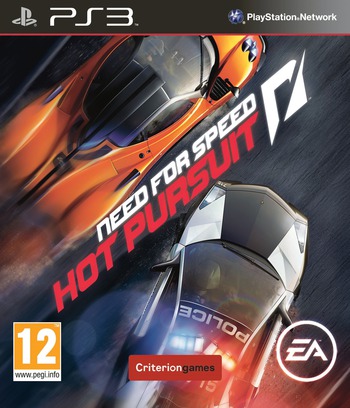 PS3
PlayStation®Network
NEED FOR SPEED
HOT PURSUIT
POLICE
12
www.pegi.info
Criteriongames
EA